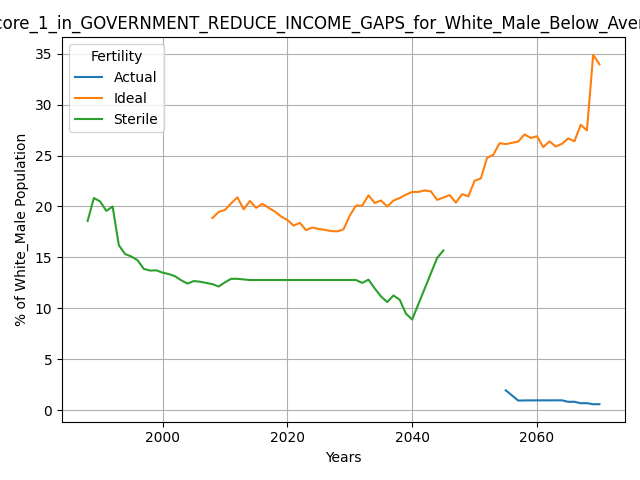 core_1_in_GOVERNMENT_REDUCE_INCOME_GAPS_for_White_Male_Below_Aver
Fertility
Actual
Ideal
Sterile
% of White_Male Population
35
30
25
20
15
10
5
0
2000 2020 2040 2060
Years